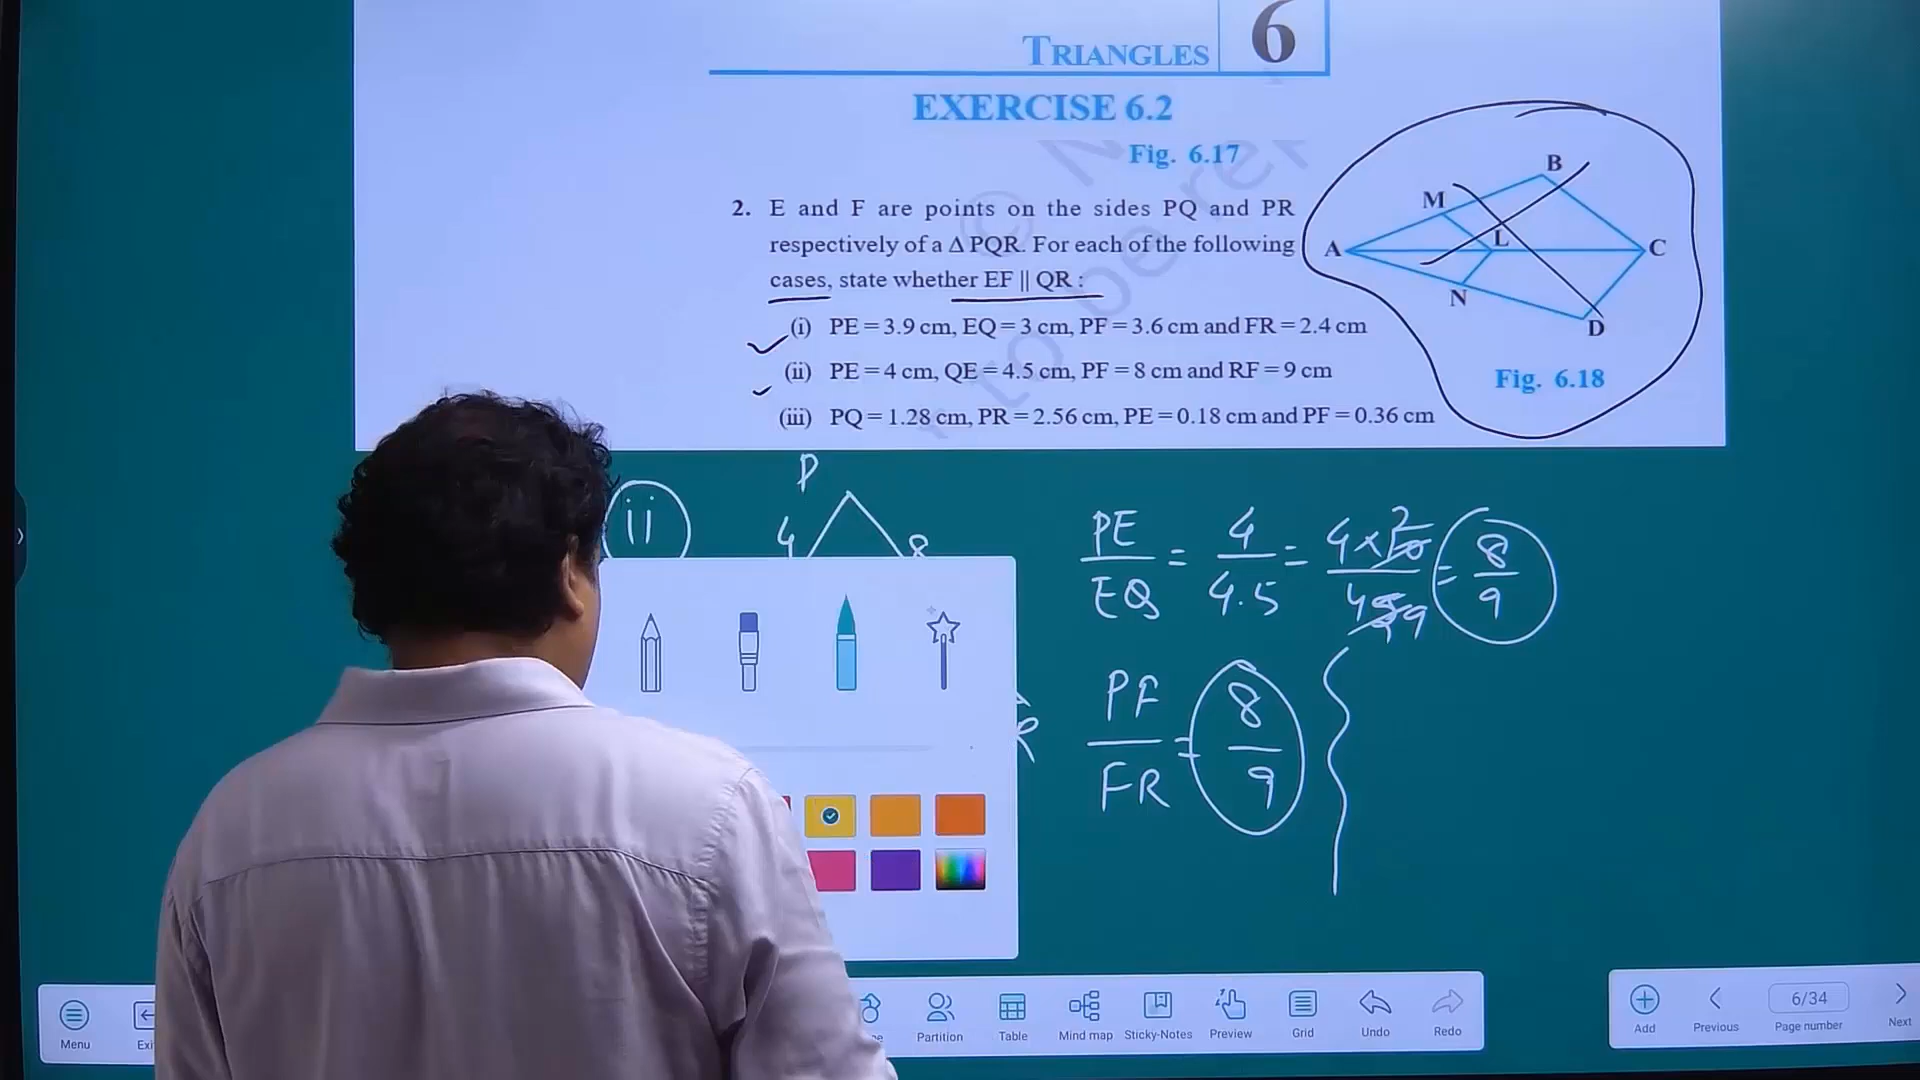 TRIANGLES 6
EXERCISE 6.2
Fig. 6.17
2. E and F are points on the sides PQ and PR
respectively of a Δ PQR. For each of the following
cases, state whether EF || QR :
(i) PE = 3.9 cm, EQ = 3 cm, PF = 3.6 cm and FR = 2.4 cm
(ii) PE = 4 cm, QE = 4.5 cm, PF = 8 cm and RF = 9 cm
(iii) PQ = 1.28 cm, PR = 2.56 cm, PE = 0.18 cm and PF = 0.36 cm
B
M
A L C
N
D
Fig. 6.18
ii
P
4 8
R
PE/EQ = 4/4.5 = 4×10 2/45 9 = 8/9
PF/FR = 8/9
Menu
Partition Table Mind map Sticky-Notes Preview Grid Undo Redo
Add Previous 6/34 Page number Next